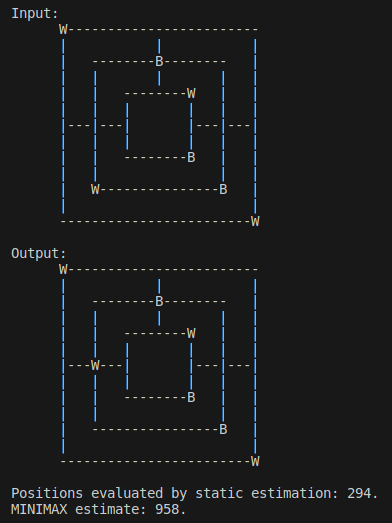 Input:
W------------------------
|           |           |
|   --------B--------   |
|   |       |       |   |
|   |   --------W   |   |
|   |   |       |   |   |
|---|---|       |---|---|
|   |   |       |   |   |
|   |   --------B   |   |
|   |               |   |
|   W---------------B   |
|                       |
------------------------W
Output:
W------------------------
|           |           |
|   --------B--------   |
|   |       |       |   |
|   |   --------W   |   |
|   |   |       |   |   |
|---W---|       |---|---|
|   |   |       |   |   |
|   |   --------B   |   |
|   |               |   |
|   ----------------B   |
|                       |
------------------------W
Positions evaluated by static estimation: 294.
MINIMAX estimate: 958.